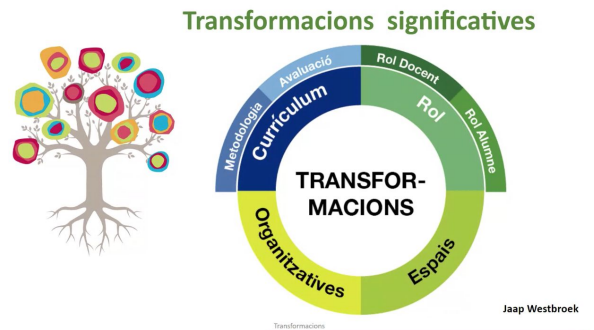 Transformacions significatives
Metodologia
Avaluació
Rol Docent
Rol Alumne
Currículum
Rol
TRANSFOR-
MACIONS
Organitzatives
Espais
Jaap Westbroek
Transformacions